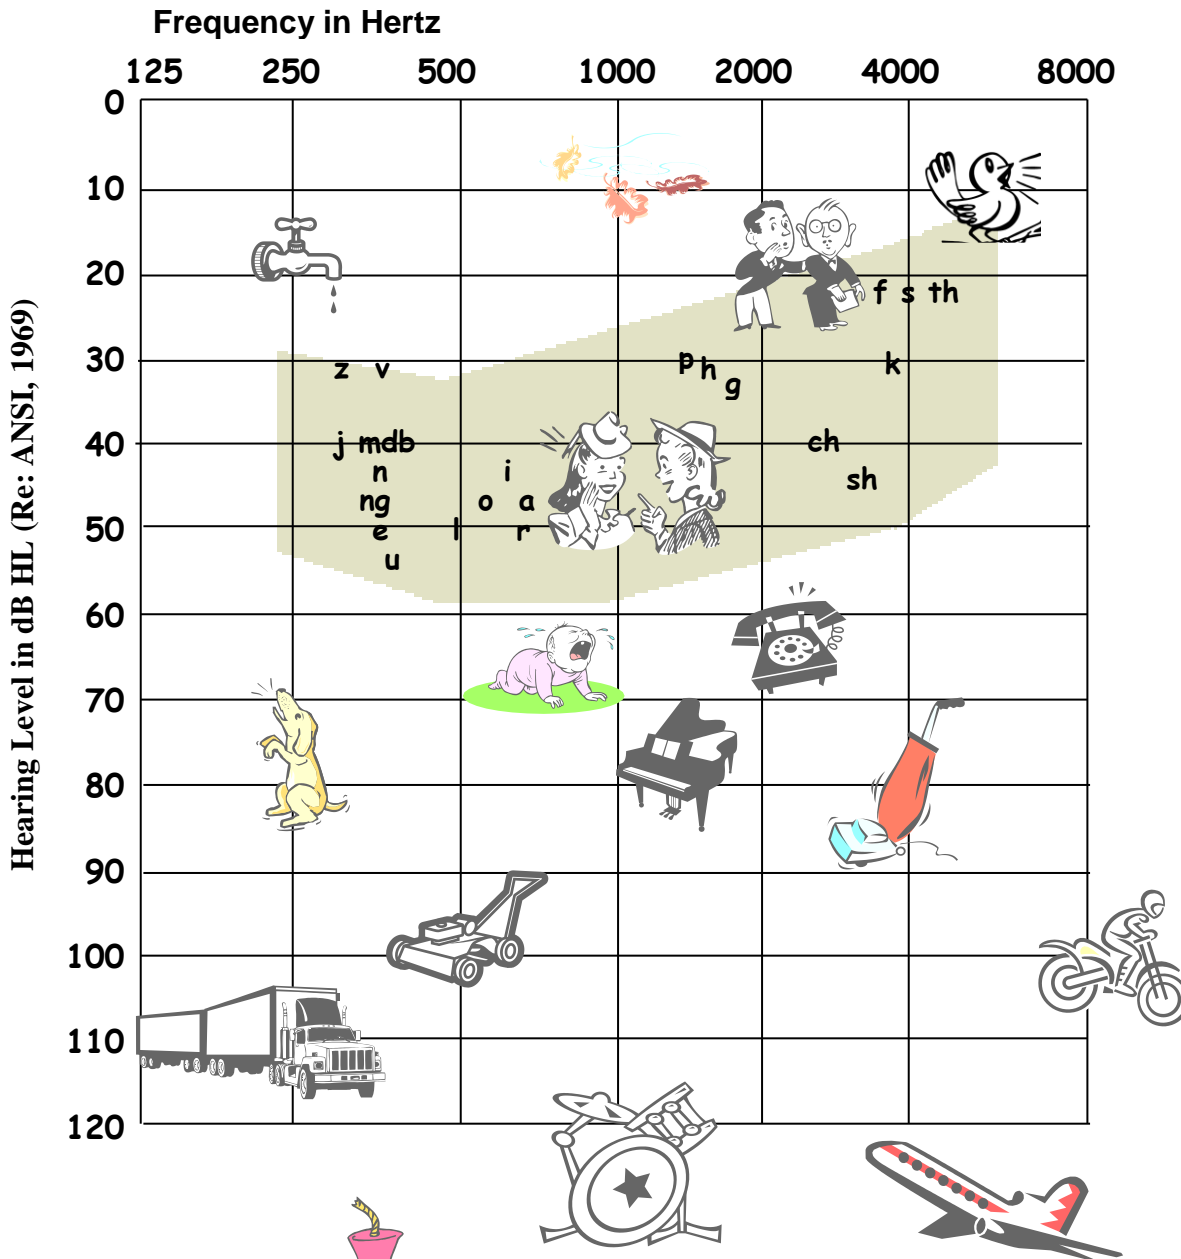 Frequency in Hertz
125 250 500 1000 2000 4000 8000
Hearing Level in dB HL (Re: ANSI, 1969)
0
10
20
f s th
30
z v p h g k
40
j mdb ch
n i sh
ng o a
50
e l r
u
60
70
80
90
100
110
120